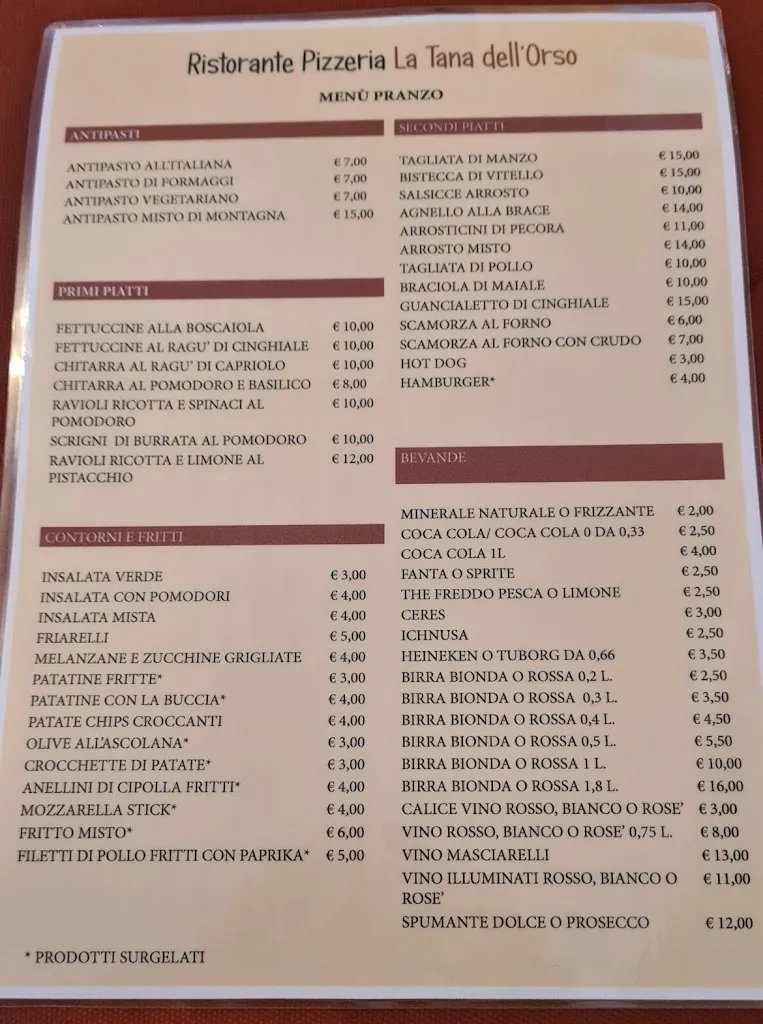 Ristorante Pizzeria La Tana dell'Orso
MENÙ PRANZO
ANTIPASTI
ANTIPASTO ALL'ITALIANA € 7,00
ANTIPASTO DI FORMAGGI € 7,00
ANTIPASTO VEGETARIANO € 7,00
ANTIPASTO MISTO DI MONTAGNA € 15,00
PRIMI PIATTI
FETTUCCINE ALLA BOSCAIOLA € 10,00
FETTUCCINE AL RAGU' DI CINGHIALE € 10,00
CHITARRA AL RAGU' DI CAPRIOLO € 10,00
CHITARRA AL POMODORO E BASILICO € 8,00
RAVIOLI RICOTTA E SPINACI AL € 10,00
POMODORO
SCRIGNI DI BURRATA AL POMODORO € 10,00
RAVIOLI RICOTTA E LIMONE AL € 12,00
PISTACCHIO
CONTORNI E FRITTI
INSALATA VERDE € 3,00
INSALATA CON POMODORI € 4,00
INSALATA MISTA € 4,00
FRIARELLI € 5,00
MELANZANE E ZUCCHINE GRIGLIATE € 4,00
PATATINE FRITTE* € 3,00
PATATINE CON LA BUCCIA* € 4,00
PATATE CHIPS CROCCANTI € 4,00
OLIVE ALL'ASCOLANA* € 3,00
CROCCHETTE DI PATATE* € 3,00
ANELLINI DI CIPOLLA FRITTI* € 4,00
MOZZARELLA STICK* € 4,00
FRITTO MISTO* € 6,00
FILETTI DI POLLO FRITTI CON PAPRIKA* € 5,00
* PRODOTTI SURGELATI
SECONDI PIATTI
TAGLIATA DI MANZO € 15,00
BISTECCA DI VITELLO € 15,00
SALSICCE ARROSTO € 10,00
AGNELLO ALLA BRACE € 14,00
ARROSTICINI DI PECORA € 11,00
ARROSTO MISTO € 14,00
TAGLIATA DI POLLO € 10,00
BRACIOLA DI MAIALE € 10,00
GUANCIALETTO DI CINGHIALE € 15,00
SCAMORZA AL FORNO € 6,00
SCAMORZA AL FORNO CON CRUDO € 7,00
HOT DOG € 3,00
HAMBURGER* € 4,00
BEVANDE
MINERALE NATURALE O FRIZZANTE € 2,00
COCA COLA/ COCA COLA 0 DA 0,33 € 2,50
COCA COLA 1L € 4,00
FANTA O SPRITE € 2,50
THE FREDDO PESCA O LIMONE € 2,50
CERES € 3,00
ICHNUSA € 2,50
HEINEKEN O TUBORG DA 0,66 € 3,50
BIRRA BIONDA O ROSSA 0,2 L. € 2,50
BIRRA BIONDA O ROSSA 0,3 L. € 3,50
BIRRA BIONDA O ROSSA 0,4 L. € 4,50
BIRRA BIONDA O ROSSA 0,5 L. € 5,50
BIRRA BIONDA O ROSSA 1 L. € 10,00
BIRRA BIONDA O ROSSA 1,8 L. € 16,00
CALICE VINO ROSSO, BIANCO O ROSE' € 3,00
VINO ROSSO, BIANCO O ROSE' 0,75 L. € 8,00
VINO MASCIARELLI € 13,00
VINO ILLUMINATI ROSSO, BIANCO O € 11,00
ROSE'
SPUMANTE DOLCE O PROSECCO € 12,00